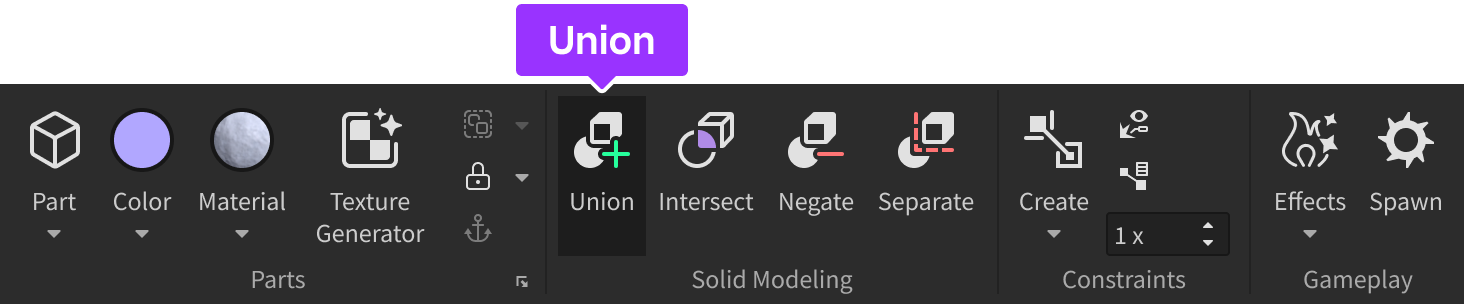 Union
Part
Color
Material
Texture
Generator
Union
Intersect
Negate
Separate
Create
1 x
Effects
Spawn
Parts
Solid Modeling
Constraints
Gameplay